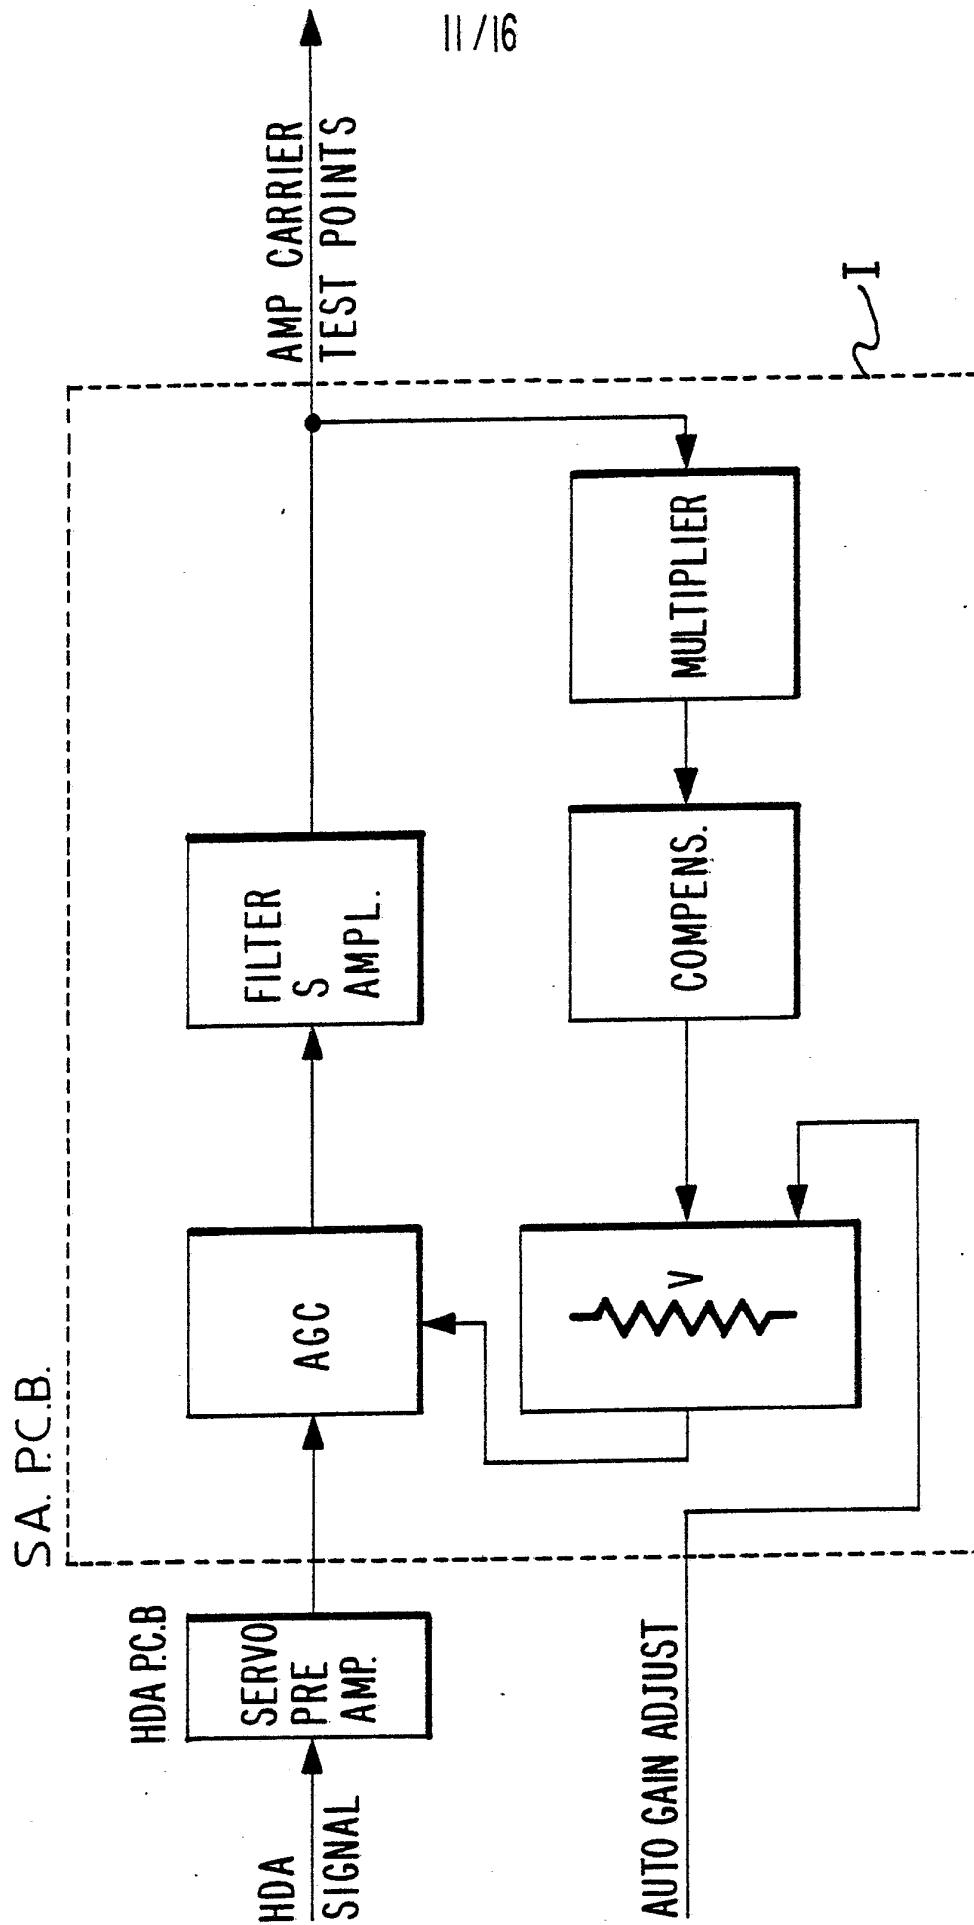 11/16
S.A. P.C.B.
HDA P.C.B
HDA
SIGNAL
SERVO
PRE
AMP.
AGC
FILTER
S
AMPL.
AMP CARRIER
TEST POINTS
AUTO GAIN ADJUST
V
COMPENS.
MULTIPLIER
I